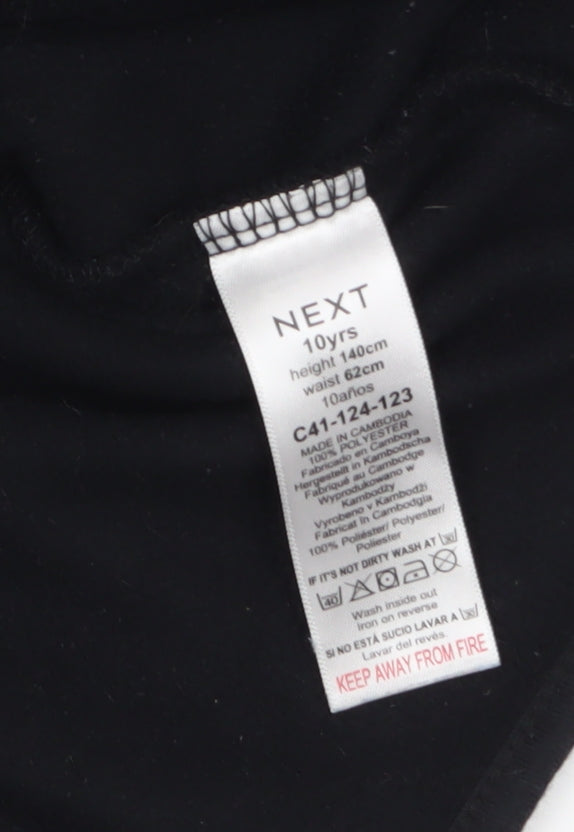 NEXT
10yrs
height 140cm
waist 62cm
10años
C41-124-123
MADE IN CAMBODIA
100% POLYESTER
Fabricado en Camboya
Hergestellt in Kambodscha
Fabriqué au Cambodge
Wyprodukowano w
Kambodży
Vyrobeno v Kambodži
Fabricat în Cambodgia
100% Poliéster/ Polyester/
Poliester
IF IT'S NOT DIRTY WASH AT 30
40
Wash inside out
Iron on reverse
SI NO ESTÁ SUCIO LAVAR A 30
Lavar del revés
KEEP AWAY FROM FIRE